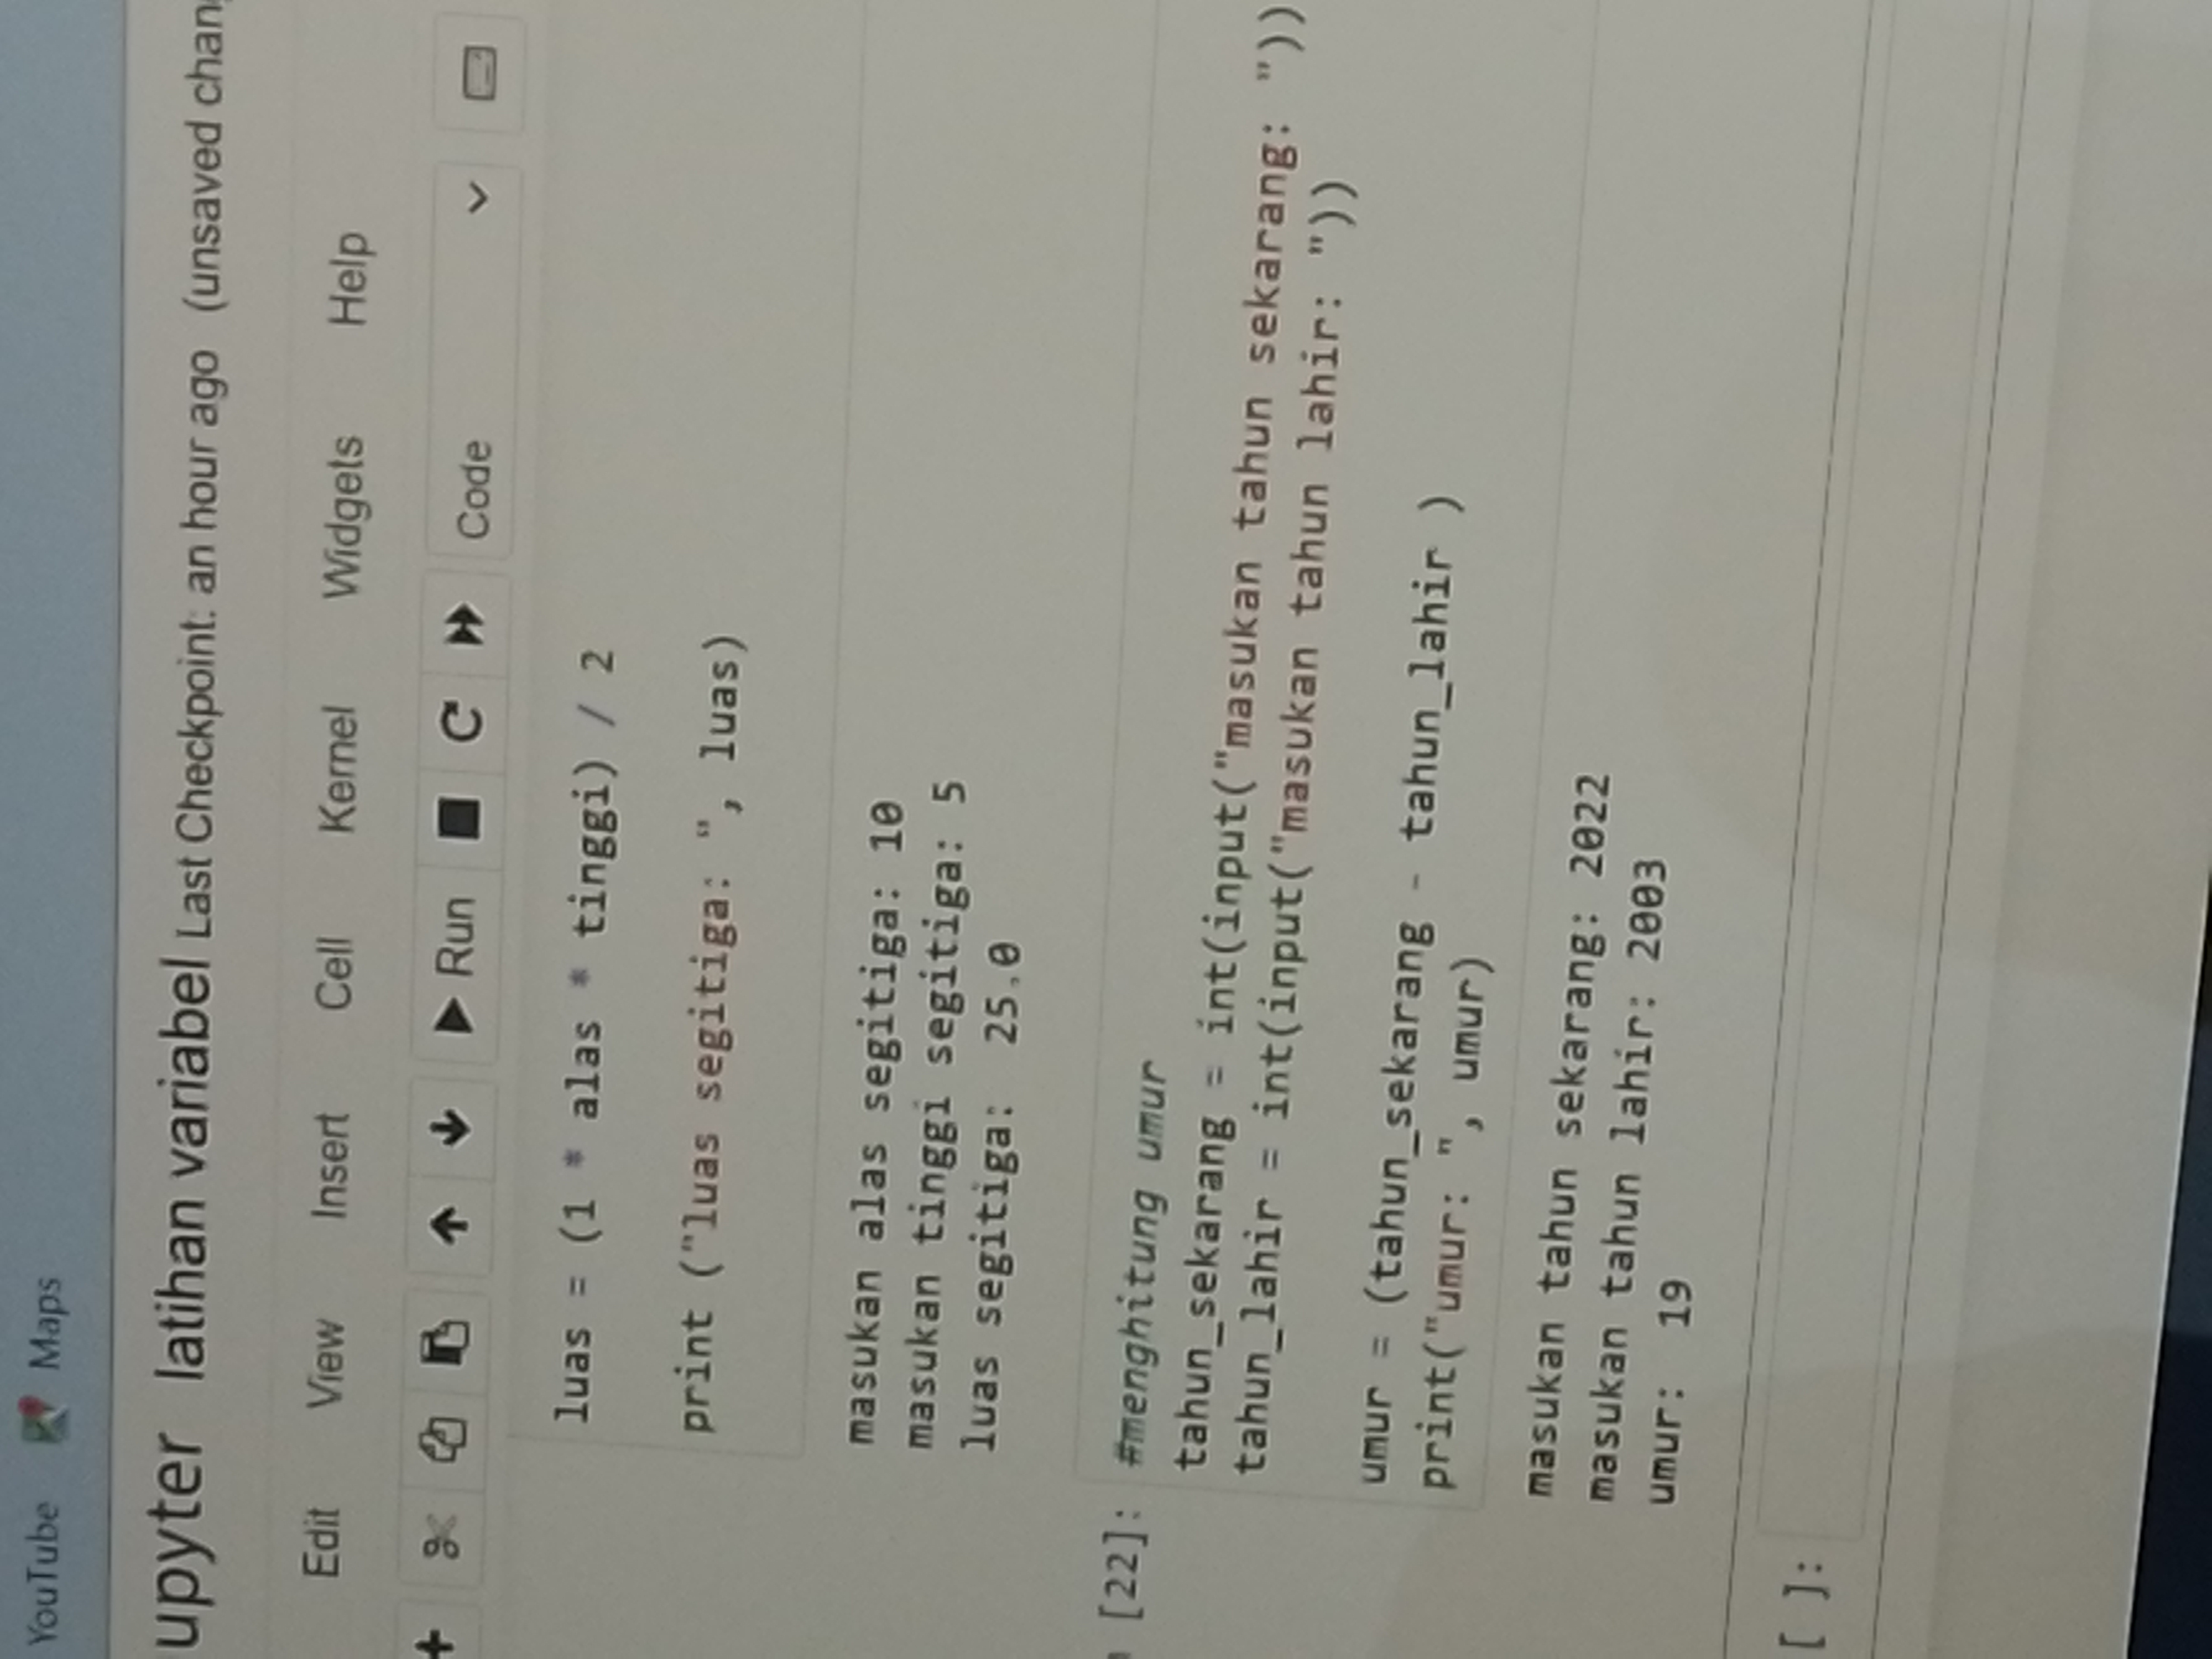 YouTube Maps
upyter latihan variabel Last Checkpoint: an hour ago (unsaved chan
Edit View Insert Cell Kernel Widgets Help
Run Code
luas = (1 * alas * tinggi) / 2
print ("luas segitiga: ", luas)
masukan alas segitiga: 10
masukan tinggi segitiga: 5
luas segitiga:  25.0
[22]: #menghitung umur
tahun_sekarang = int(input("masukan tahun sekarang: "))
tahun_lahir = int(input("masukan tahun lahir: "))
umur = (tahun_sekarang - tahun_lahir )
print("umur: ", umur)
masukan tahun sekarang: 2022
masukan tahun lahir: 2003
umur:  19
[ ]: